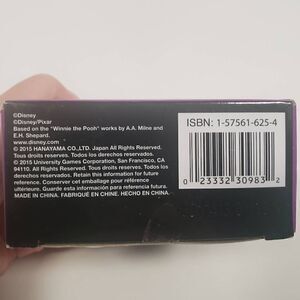 ©Disney
©Disney/Pixar
Based on the "Winnie the Pooh" works by A.A. Milne and
E.H. Shepard.
www.disney.com
© 2015 HANAYAMA CO.,LTD. Japan All Rights Reserved.
Tous droits reserves. Todos los derechos reservados.
© 2015 University Games Corporation, San Francisco, CA
94110. All Rights Reserved. Todos los derechos reservados.
Tous droits réservés. Retain this information for future
reference. Conserver cet emballage pour référence
ultérieure. Guarde esta información para referencia futura.
MADE IN CHINA. FABRIQUÉ EN CHINE. HECHO EN CHINA.
ISBN: 1-57561-625-4
0 23332 30983 2